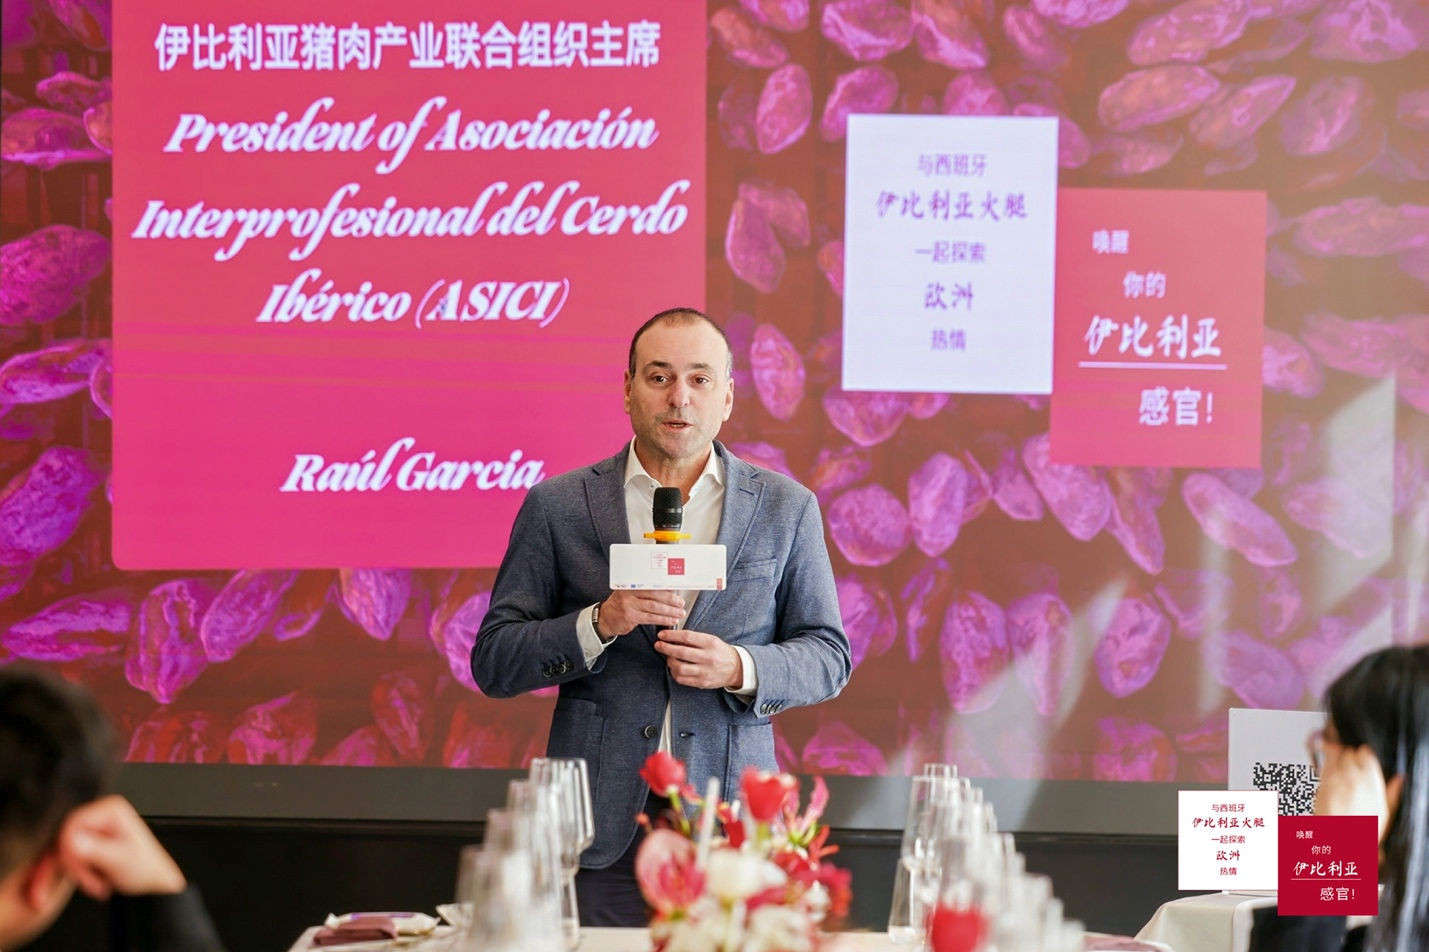 伊比利亚猪肉产业联合组织主席
President of Asociación
Interprofesional del Cerdo
Ibérico (ASICI)
Raúl Garcia
与西班牙
伊比利亚火腿
一起探索
欧洲
热情
唤醒
你的
伊比利亚
感官!
与西班牙
伊比利亚火腿
一起探索
欧洲
热情
唤醒
你的
伊比利亚
感官!